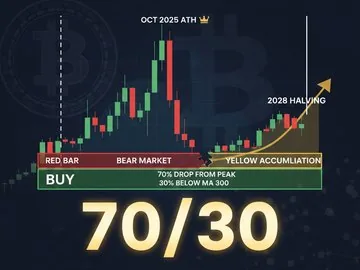 OCT 2025 ATH 👑
2028 HALVING
RED BAR BEAR MARKET YELLOW ACCUMLIATION
BUY
70% DROP FROM PEAK
30% BELOW MA 300
70/30